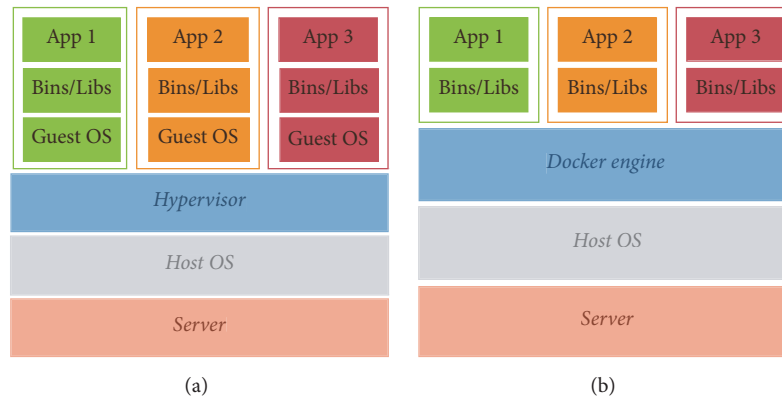 App 1
App 2
App 3
Bins/Libs
Bins/Libs
Bins/Libs
Guest OS
Guest OS
Guest OS
Hypervisor
Host OS
Server
(a)
App 1
App 2
App 3
Bins/Libs
Bins/Libs
Bins/Libs
Docker engine
Host OS
Server
(b)